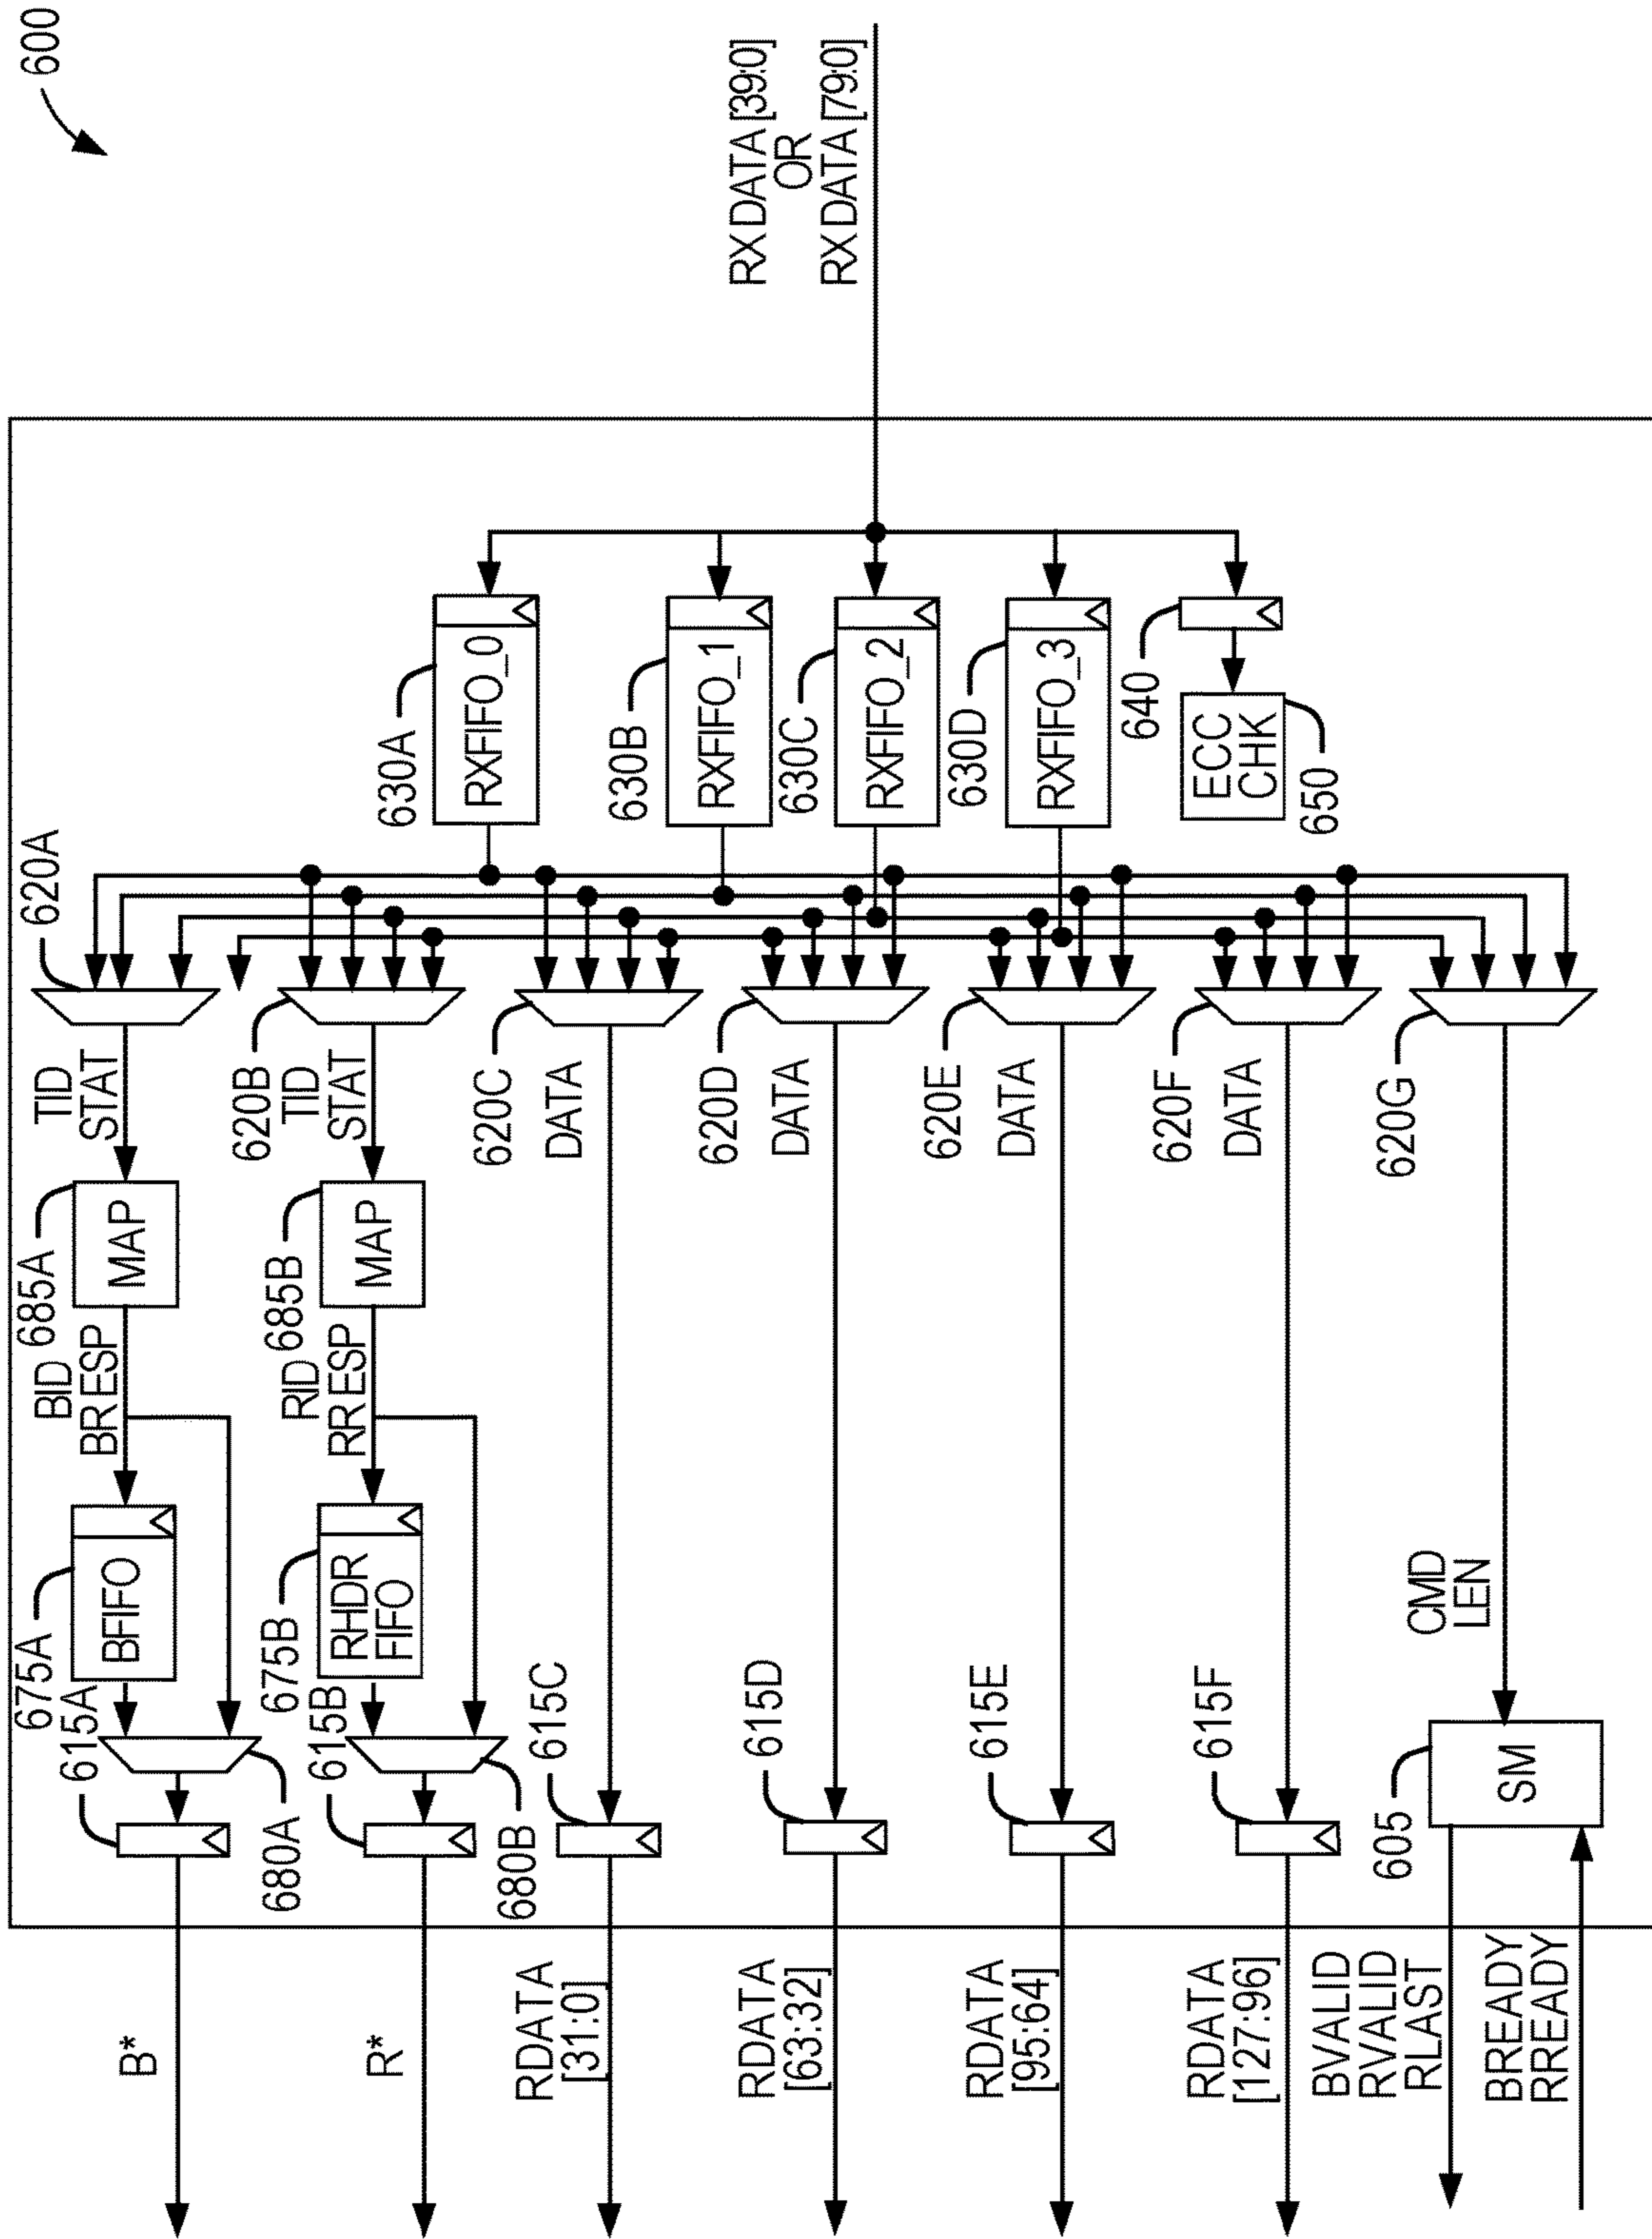 600
RX DATA [39:0]
OR
RX DATA [79:0]
620A
630A
RXFIFO_0
630B
RXFIFO_1
630C
RXFIFO_2
630D
RXFIFO_3
640
ECC
CHK
650
TID
STAT
620B
TID
STAT
620C
DATA
620D
DATA
620E
DATA
620F
DATA
620G
685A
MAP
685B
MAP
BID
BRESP
RID
RRESP
675A
BFIFO
675B
RHDR
FIFO
CMD
LEN
615A
680A
615B
680B
615C
615D
615E
615F
605
SM
B*
R*
RDATA
[31:0]
RDATA
[63:32]
RDATA
[95:64]
RDATA
[127:96]
BVALID
RVALID
RLAST
BREADY
RREADY